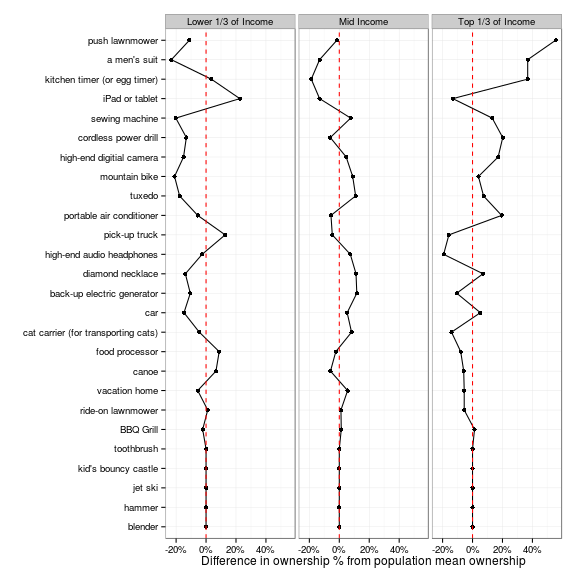 Lower 1/3 of Income Mid Income Top 1/3 of Income
push lawnmower
a men's suit
kitchen timer (or egg timer)
iPad or tablet
sewing machine
cordless power drill
high-end digitial camera
mountain bike
tuxedo
portable air conditioner
pick-up truck
high-end audio headphones
diamond necklace
back-up electric generator
car
cat carrier (for transporting cats)
food processor
canoe
vacation home
ride-on lawnmower
BBQ Grill
toothbrush
kid's bouncy castle
jet ski
hammer
blender
-20% 0% 20% 40% -20% 0% 20% 40% -20% 0% 20% 40%
Difference in ownership % from population mean ownership